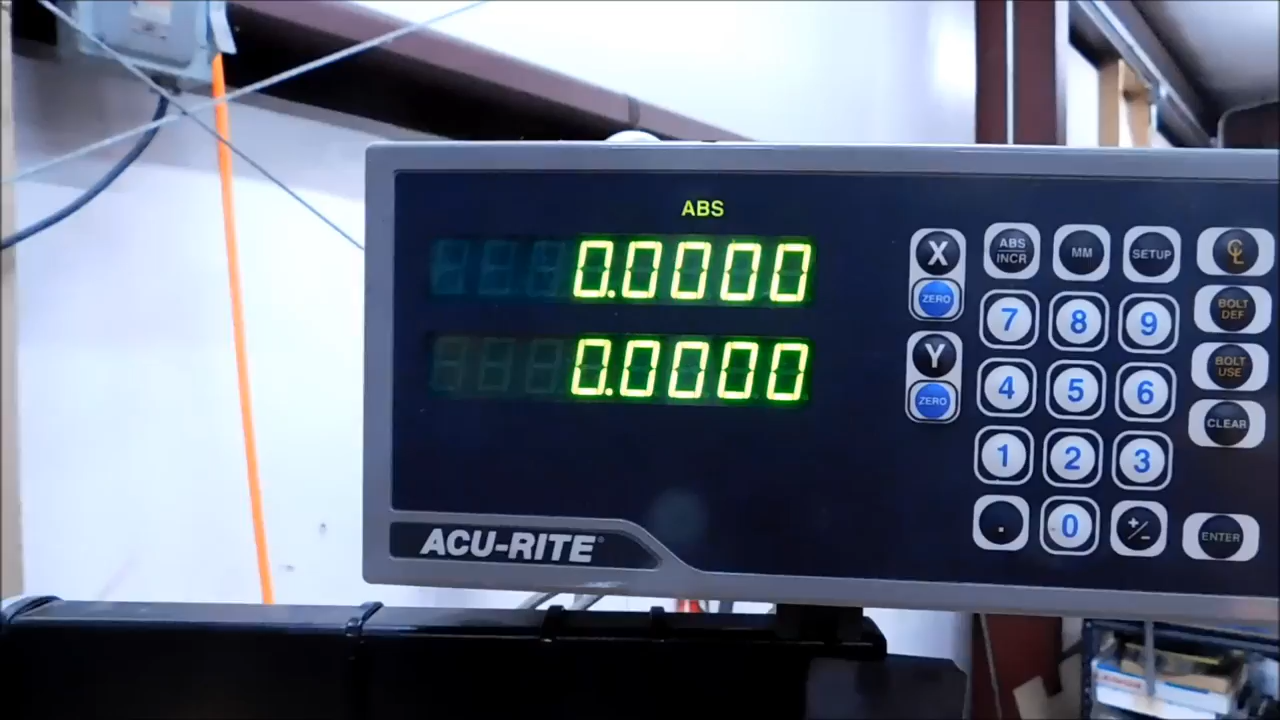 ABS
0.0000
0.0000
X
ZERO
Y
ZERO
ABS
INCR
MM
SETUP
℄
7
8
9
BOLT
DEF
4
5
6
BOLT
USE
CLEAR
1
2
3
.
0
+/-
ENTER
ACU-RITE®